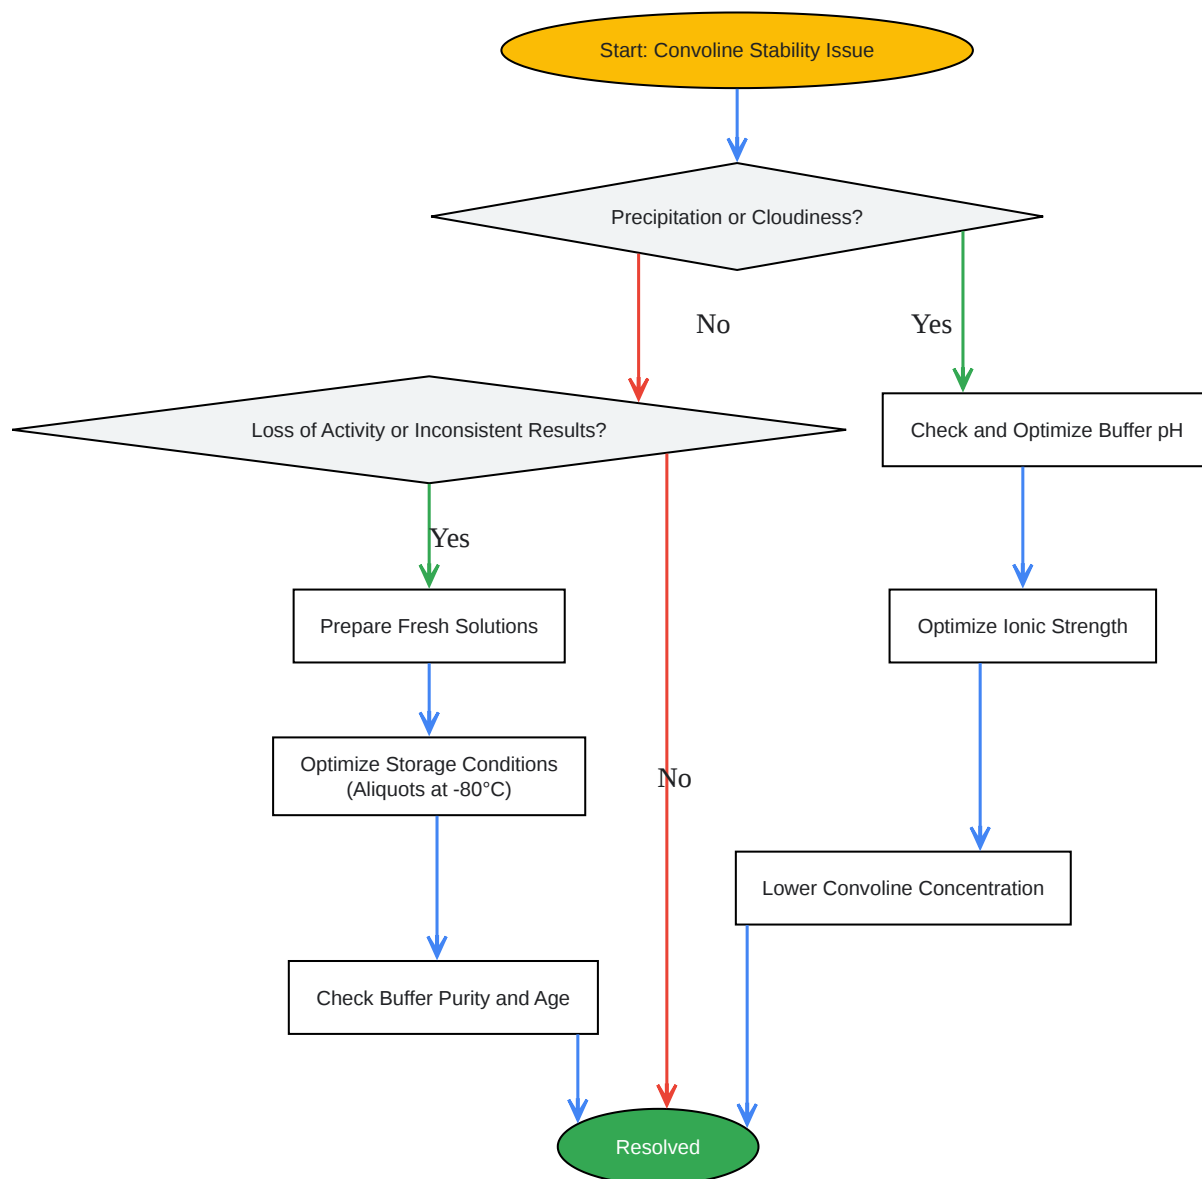 Start: Convoline Stability Issue
Precipitation or Cloudiness?
No
Yes
Loss of Activity or Inconsistent Results?
Check and Optimize Buffer pH
Yes
Prepare Fresh Solutions
Optimize Ionic Strength
Optimize Storage Conditions
(Aliquots at -80°C)
No
Lower Convoline Concentration
Check Buffer Purity and Age
Resolved